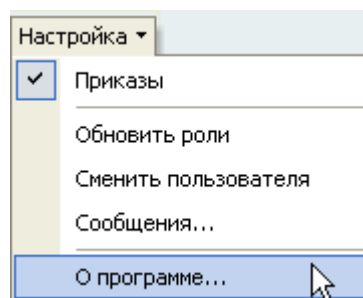 Настройка
Приказы
Обновить роли
Сменить пользователя
Сообщения...
О программе...